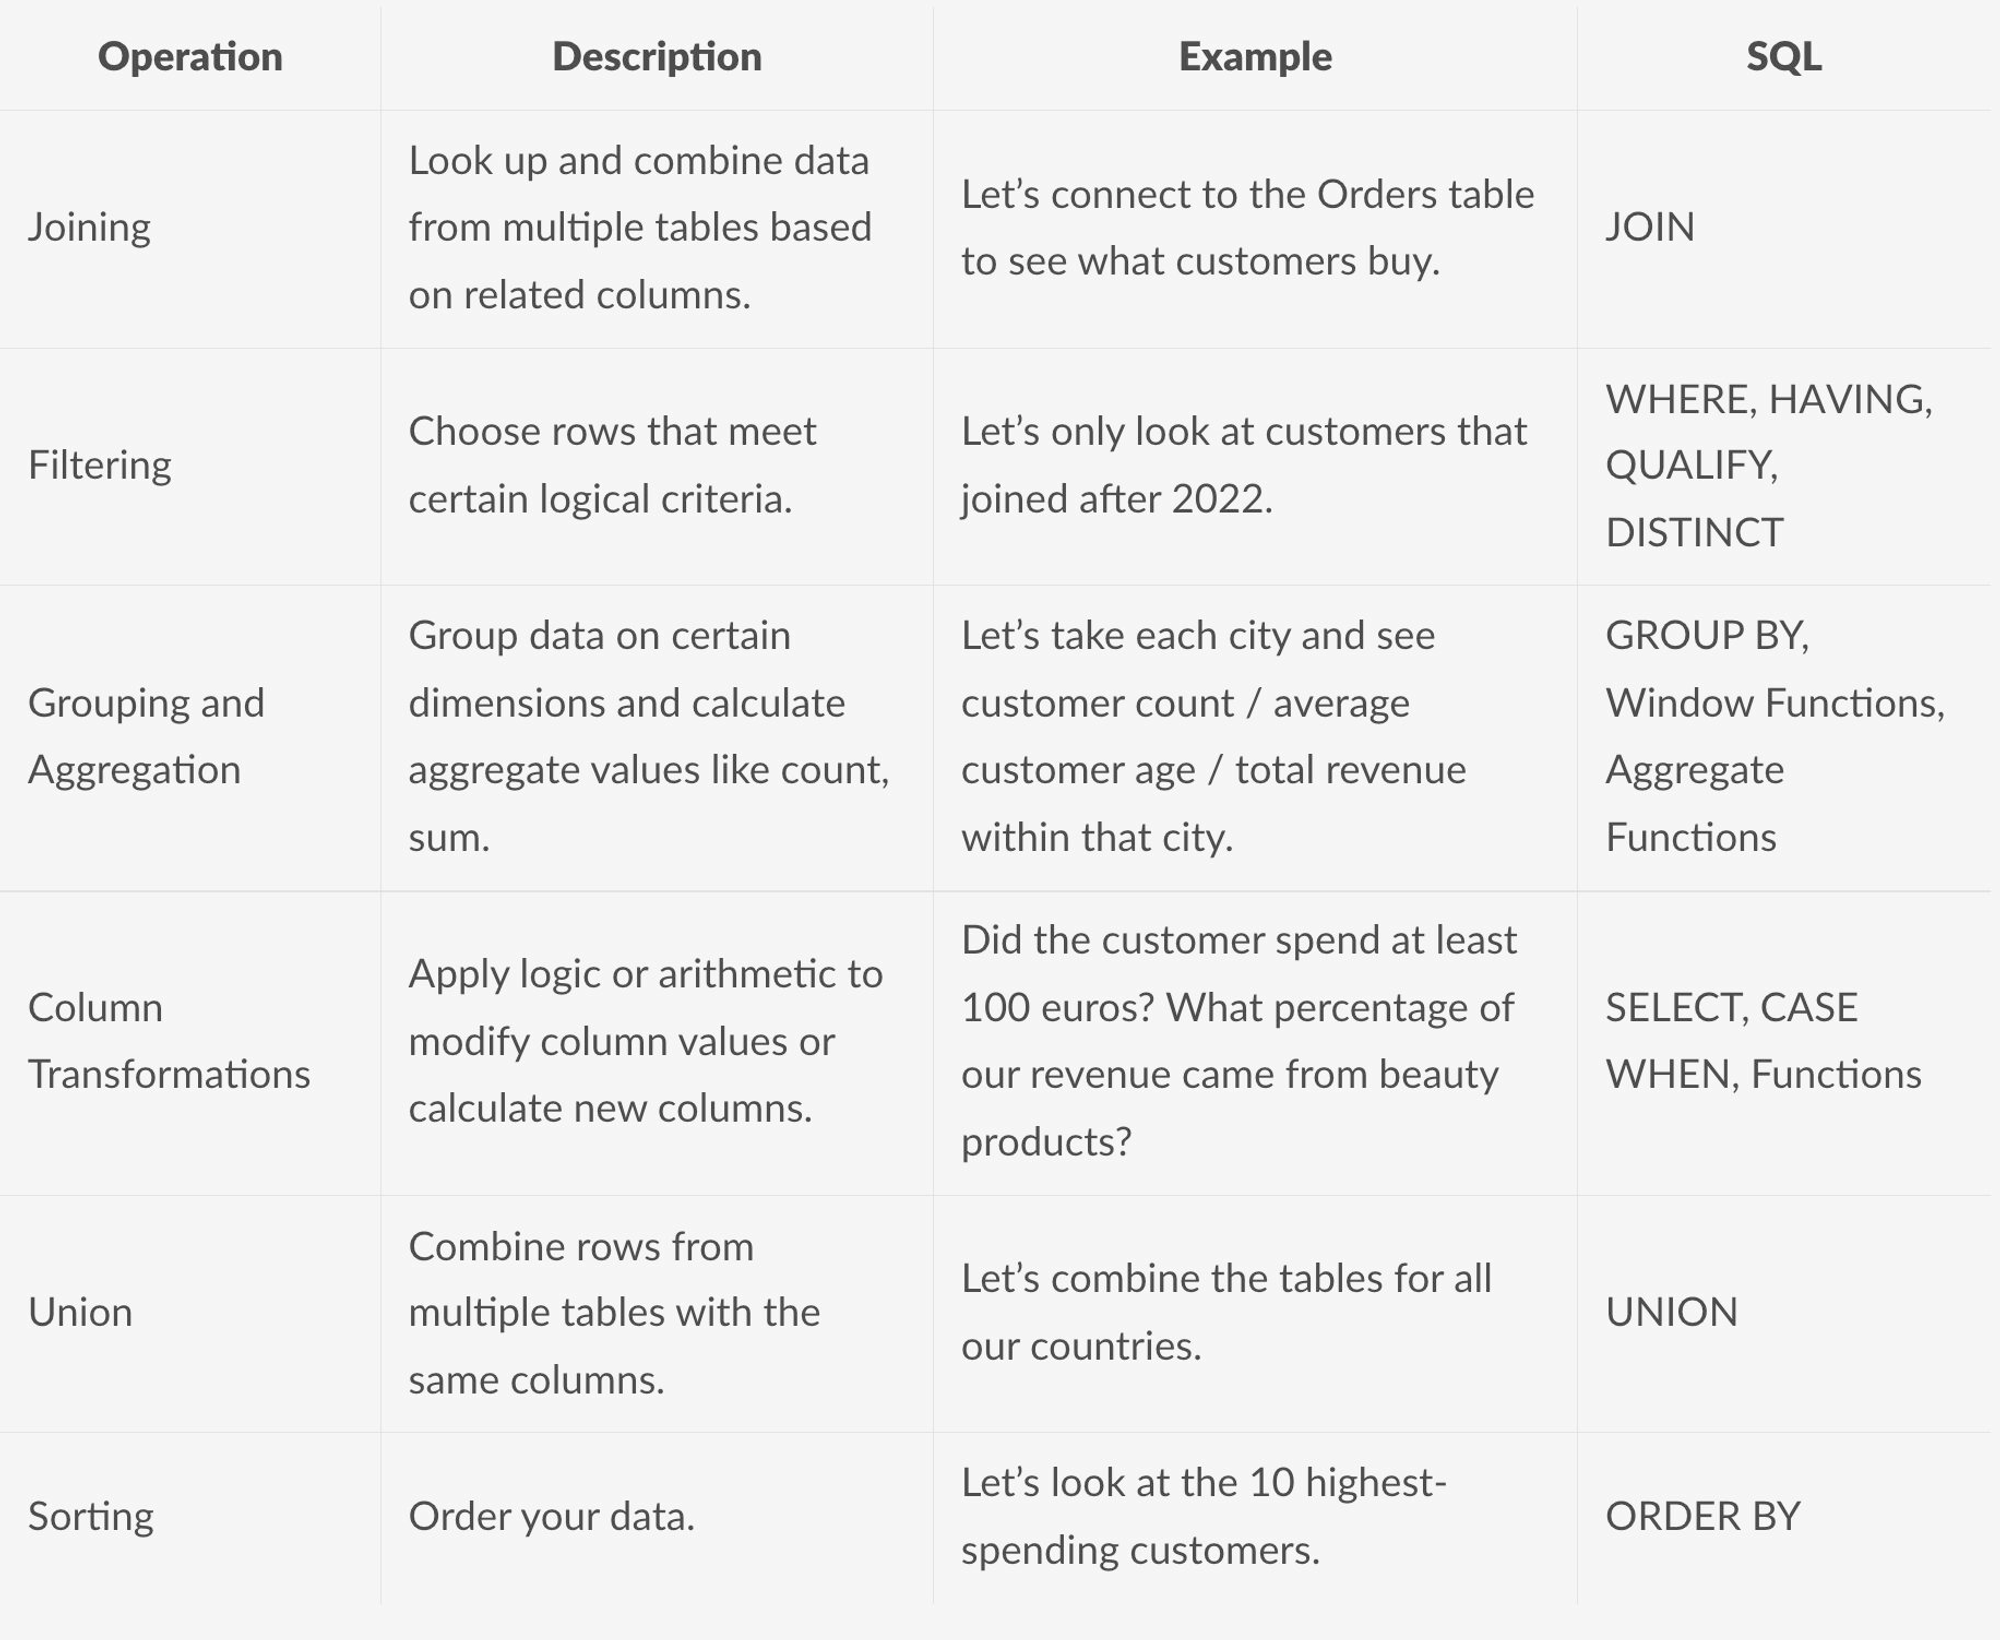 Operation Description Example SQL
Joining
Look up and combine data
from multiple tables based
on related columns.
Let’s connect to the Orders table
to see what customers buy.
JOIN
Filtering
Choose rows that meet
certain logical criteria.
Let’s only look at customers that
joined after 2022.
WHERE, HAVING,
QUALIFY,
DISTINCT
Grouping and
Aggregation
Group data on certain
dimensions and calculate
aggregate values like count,
sum.
Let’s take each city and see
customer count / average
customer age / total revenue
within that city.
GROUP BY,
Window Functions,
Aggregate
Functions
Column
Transformations
Apply logic or arithmetic to
modify column values or
calculate new columns.
Did the customer spend at least
100 euros? What percentage of
our revenue came from beauty
products?
SELECT, CASE
WHEN, Functions
Union
Combine rows from
multiple tables with the
same columns.
Let’s combine the tables for all
our countries.
UNION
Sorting
Order your data.
Let’s look at the 10 highest-
spending customers.
ORDER BY